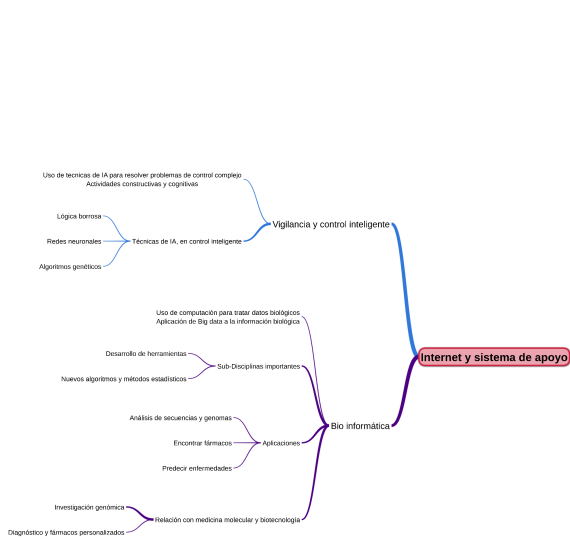 Uso de tecnicas de IA para resolver problemas de control complejo
Actividades constructivas y cognitivas
Vigilancia y control inteligente
Lógica borrosa
Redes neuronales
Técnicas de IA, en control inteligente
Algoritmos genéticos
Uso de computación para tratar datos biológicos
Aplicación de Big data a la información biológica
Internet y sistema de apoyo
Desarrollo de herramientas
Sub-Disciplinas importantes
Nuevos algoritmos y métodos estadísticos
Análisis de secuencias y genomas
Bio informática
Encontrar fármacos
Aplicaciones
Predecir enfermedades
Investigación genómica
Relación con medicina molecular y biotecnología
Diagnóstico y fármacos personalizados